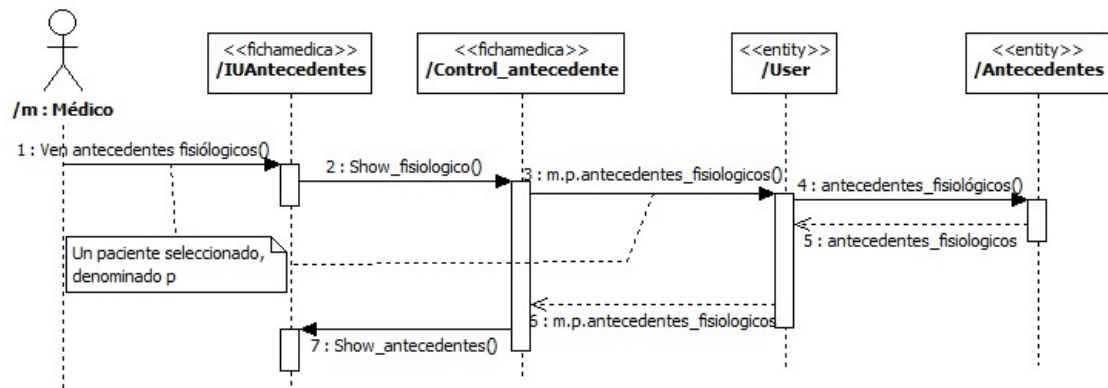 <<fichamedica>>
/IUAntecedentes
<<fichamedica>>
/Control_antecedente
<<entity>>
/User
<<entity>>
/Antecedentes
/m : Médico
1 : Ven antecedentes fisiólogicos()
2 : Show_fisiologico()
3 : m.p.antecedentes_fisiologicos()
4 : antecedentes_fisiológicos()
5 : antecedentes_fisiologicos
Un paciente seleccionado,
denominado p
6 : m.p.antecedentes_fisiologicos
7 : Show_antecedentes()